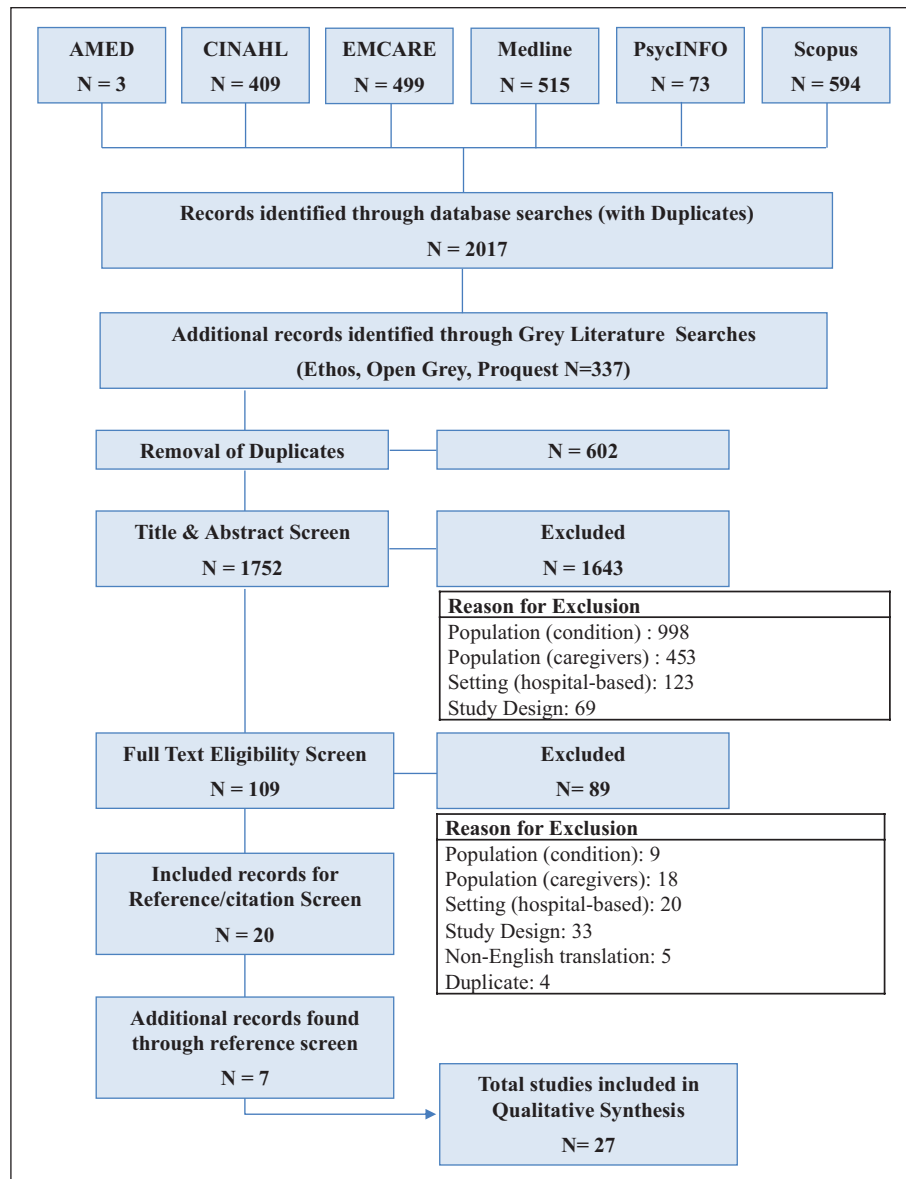 AMED
N = 3
CINAHL
N = 409
EMCARE
N = 499
Medline
N = 515
PsycINFO
N = 73
Scopus
N = 594
Records identified through database searches (with Duplicates)
N = 2017
Additional records identified through Grey Literature Searches
(Ethos, Open Grey, Proquest N=337)
Removal of Duplicates
N = 602
Title & Abstract Screen
N = 1752
Excluded
N = 1643
Reason for Exclusion
Population (condition) : 998
Population (caregivers) : 453
Setting (hospital-based): 123
Study Design: 69
Full Text Eligibility Screen
N = 109
Excluded
N= 89
Reason for Exclusion
Population (condition): 9
Population (caregivers): 18
Setting (hospital-based): 20
Study Design: 33
Non-English translation: 5
Duplicate: 4
Included records for
Reference/citation Screen
N = 20
Additional records found
through reference screen
N = 7
Total studies included in
Qualitative Synthesis
N= 27